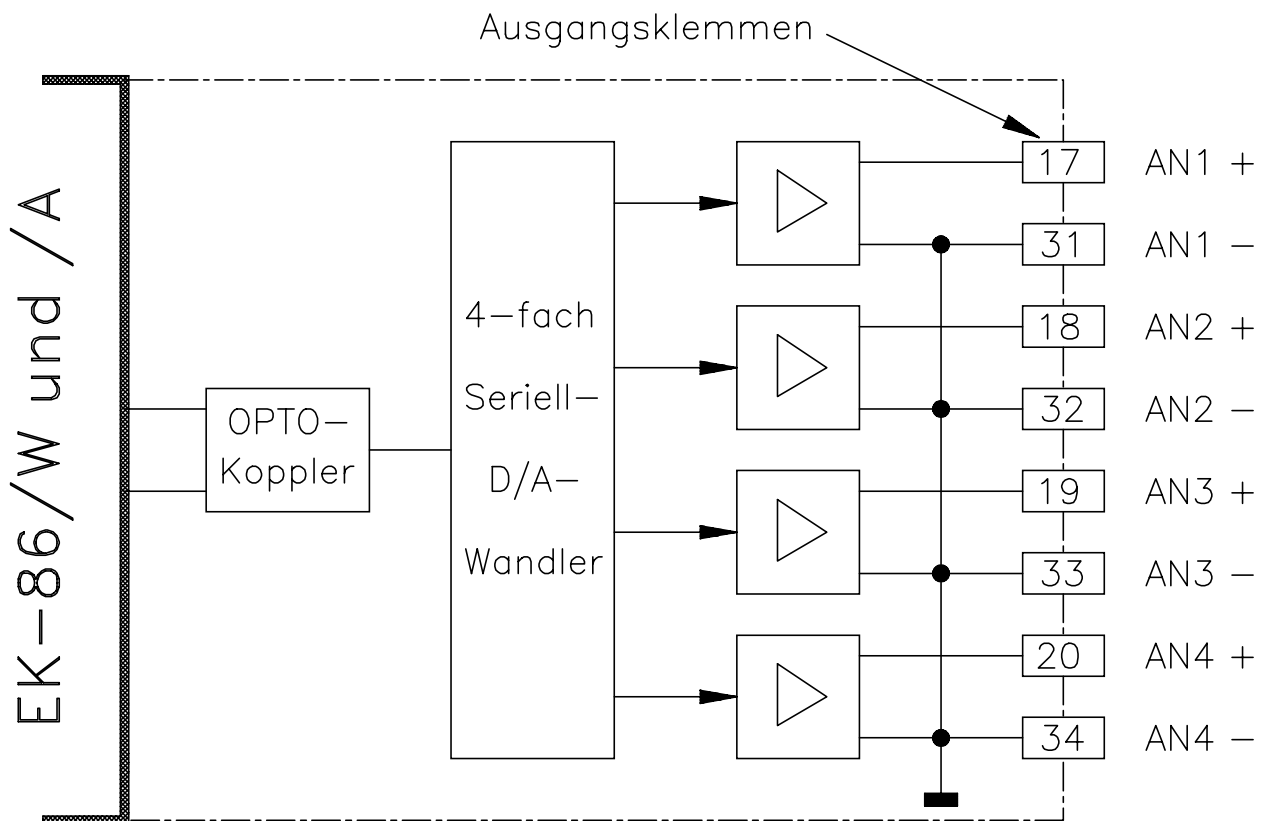 Ausgangsklemmen
EK-86/W und /A
OPTO-
Koppler
4-fach
Seriell-
D/A-
Wandler
17 AN1 +
31 AN1 -
18 AN2 +
32 AN2 -
19 AN3 +
33 AN3 -
20 AN4 +
34 AN4 -